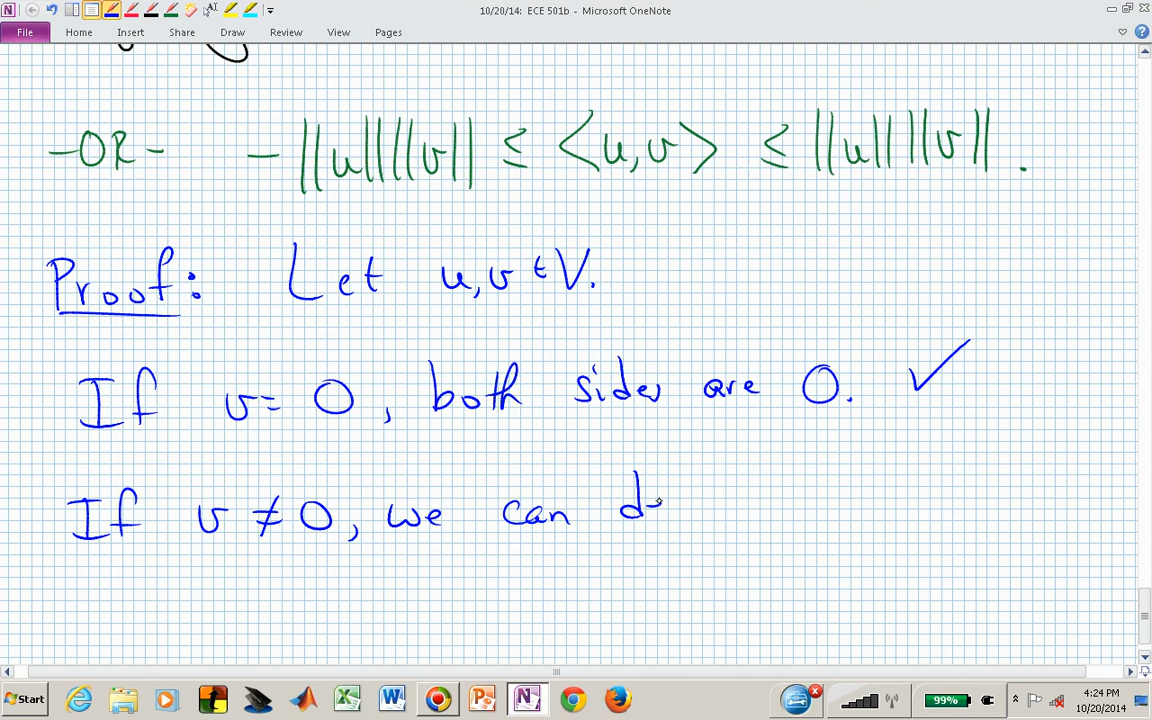 10/20/14: ECE 501b - Microsoft OneNote
File Home Insert Share Draw Review View Pages
-OR- -||u||||v|| ≤ <u,v> ≤ ||u|| ||v||.
Proof: Let u,v ∈ V.
If v = 0, both sides are 0. ✓
If v ≠ 0, we can d
Start 99% 4:24 PM
10/20/2014